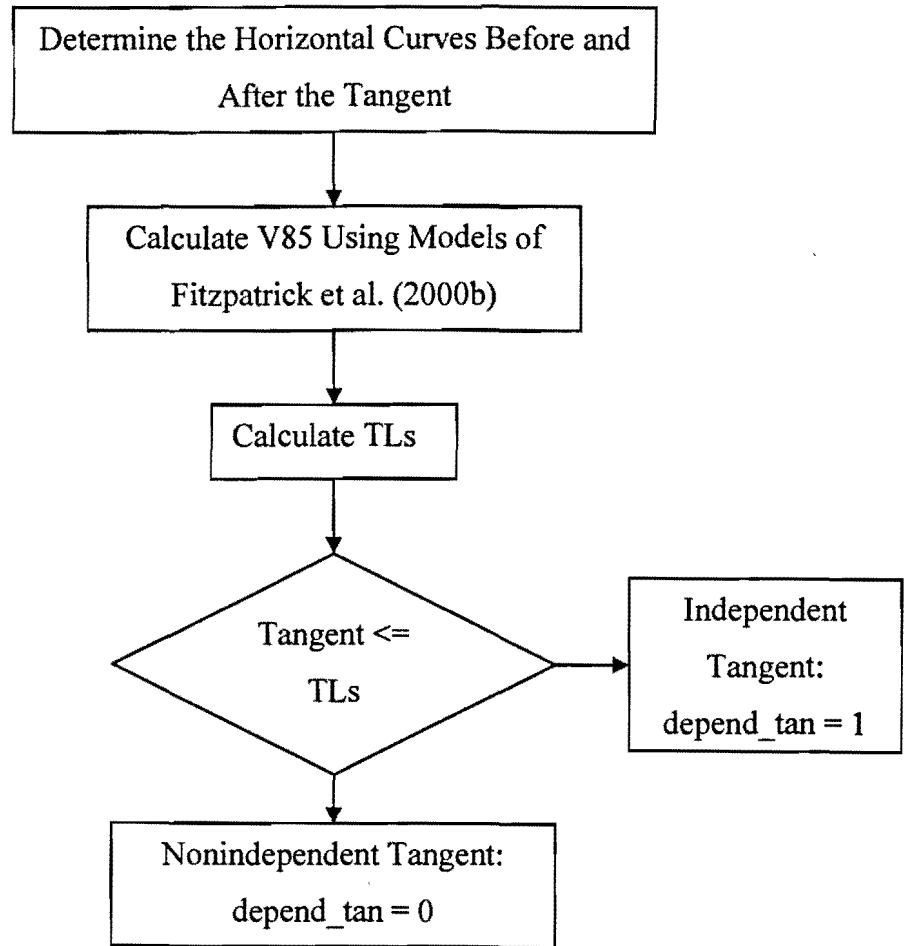 Determine the Horizontal Curves Before and
After the Tangent
Calculate V85 Using Models of
Fitzpatrick et al. (2000b)
Calculate TLs
Tangent <=
TLs
Independent
Tangent:
depend_tan = 1
Nonindependent Tangent:
depend_tan = 0